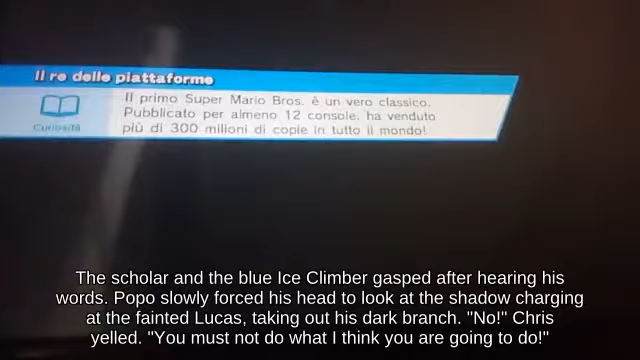 Il re delle piattaforme
Il primo Super Mario Bros. è un vero classico.
Pubblicato per almeno 12 console, ha venduto
Curiosità
più di 300 milioni di copie in tutto il mondo!
The scholar and the blue Ice Climber gasped after hearing his
words. Popo slowly forced his head to look at the shadow charging
at the fainted Lucas, taking out his dark branch. "No!" Chris
yelled. "You must not do what I think you are going to do!"